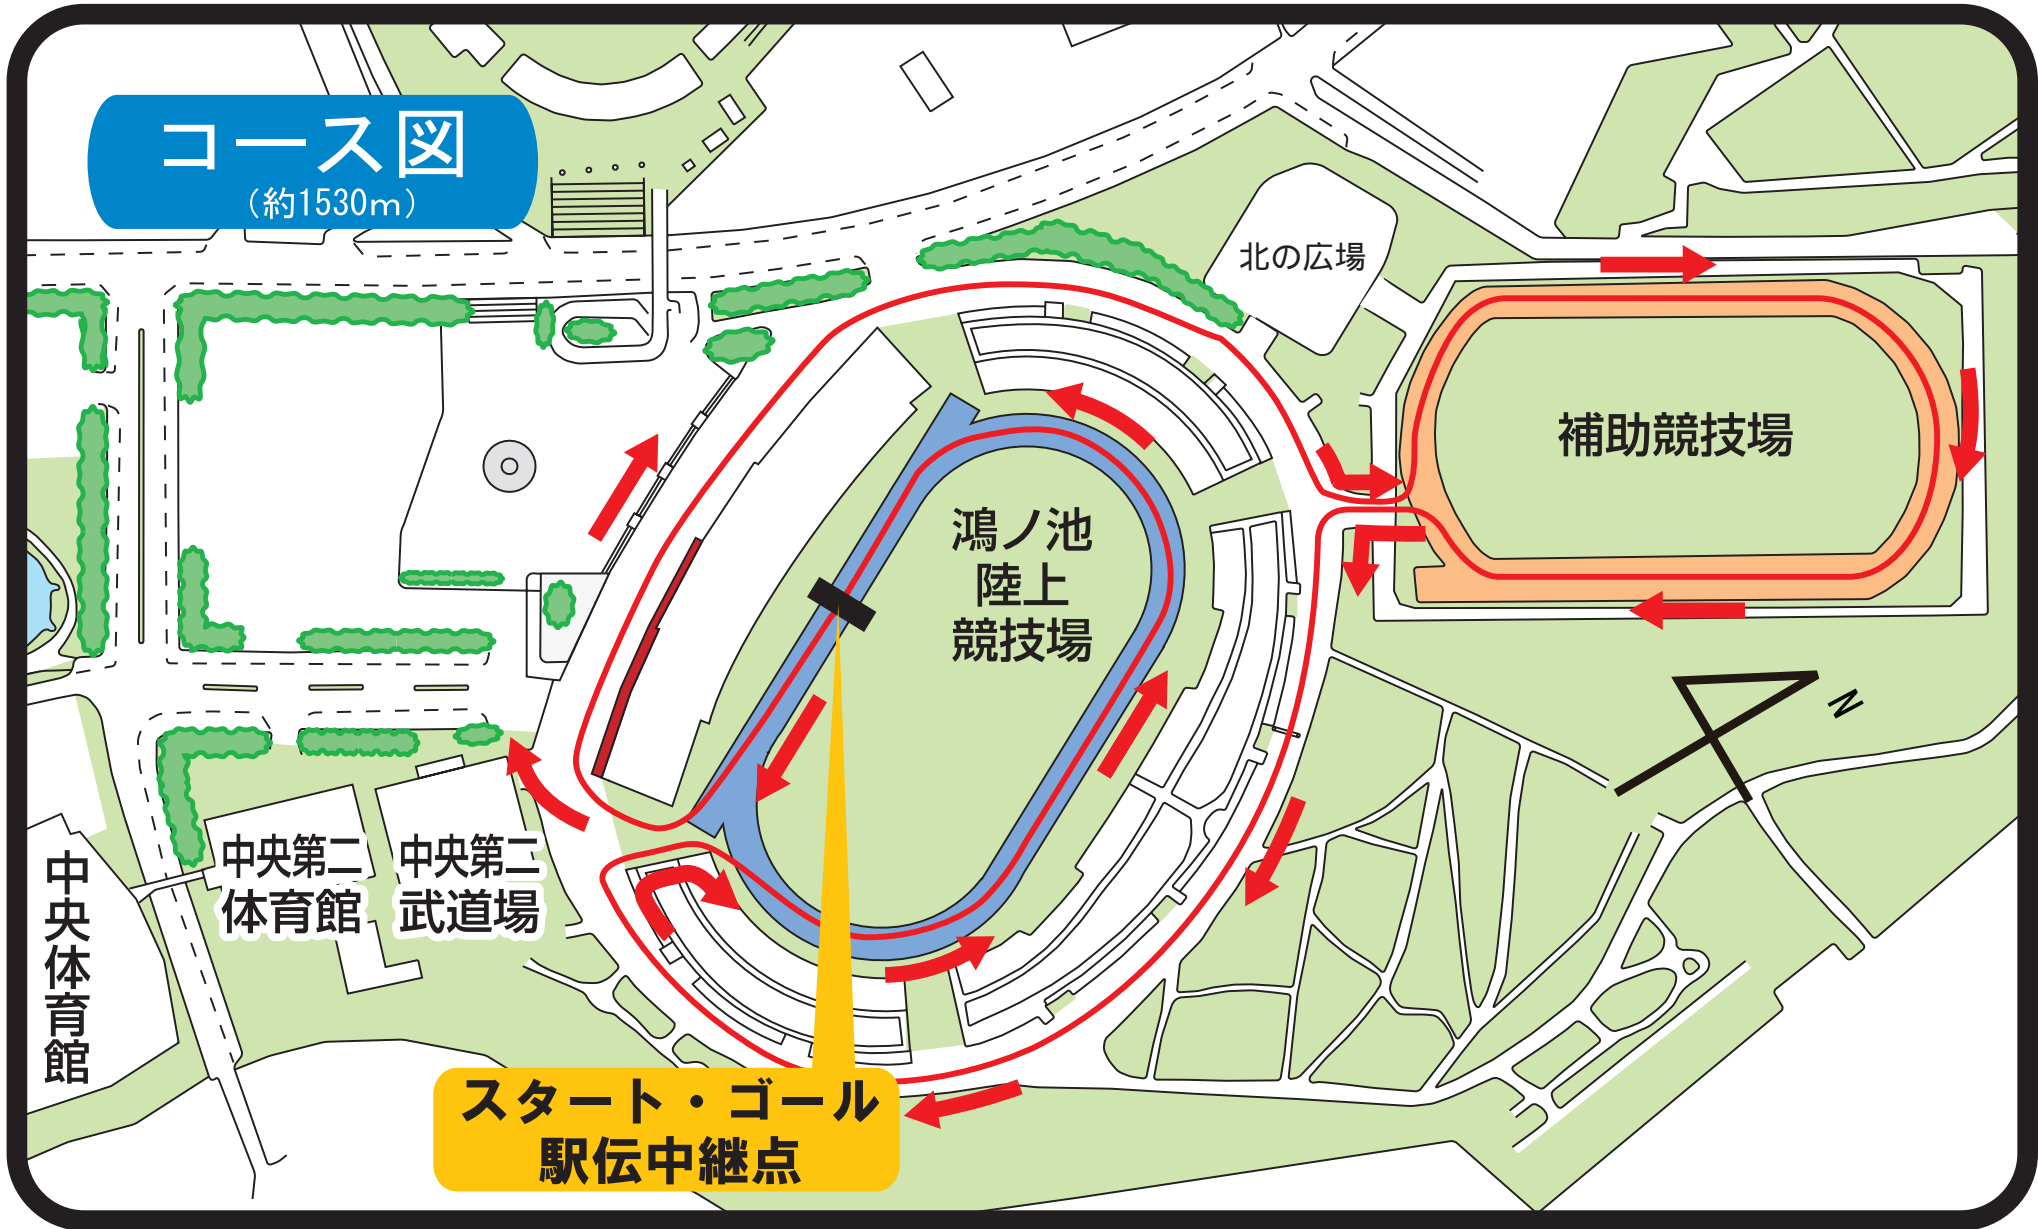 コース図
（約1530m）
北の広場
補助競技場
鴻ノ池
陸上
競技場
N
中央第二
体育館
中央第二
武道場
中央体育館
スタート・ゴール
駅伝中継点